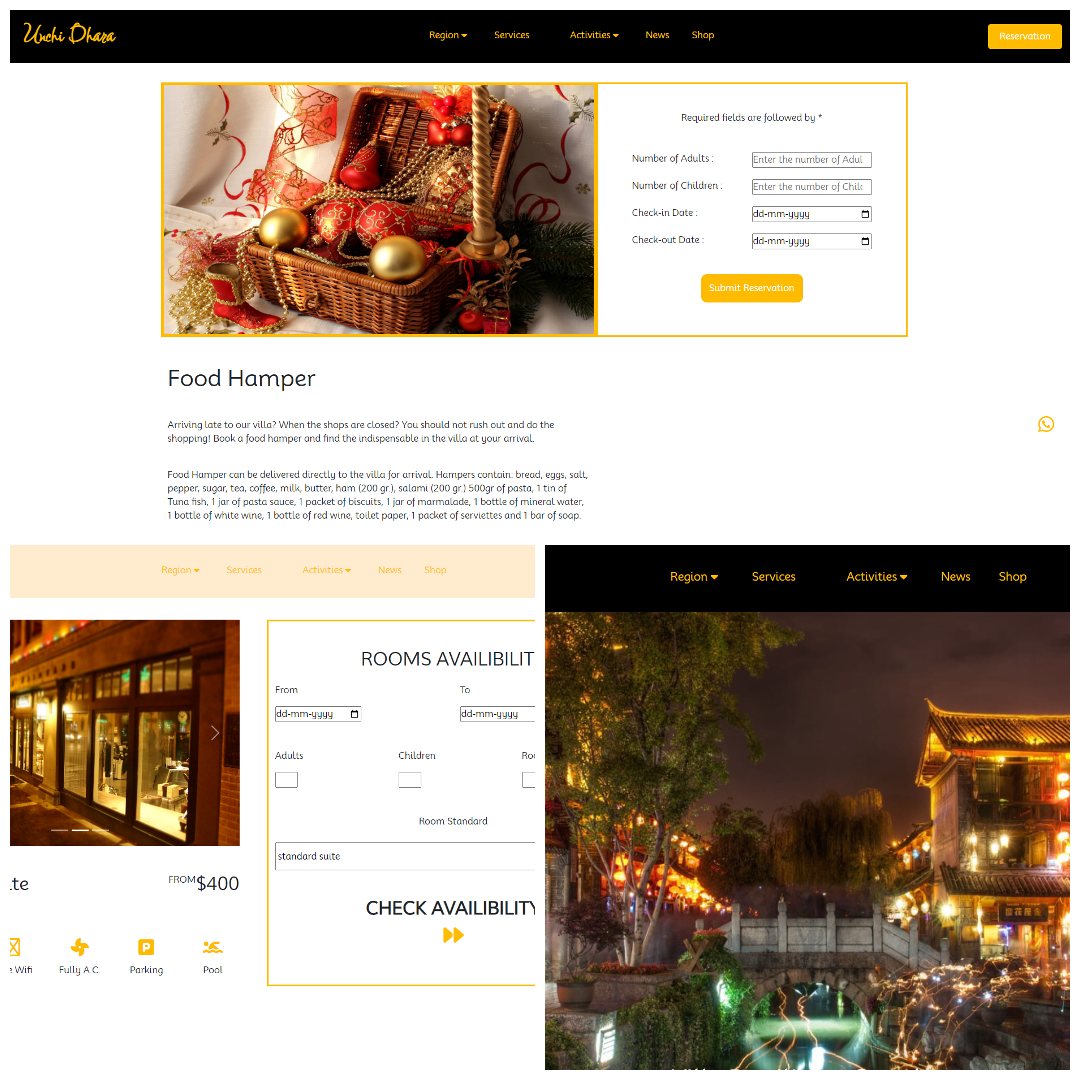 Unchi Dhara
Region
Services
Activities
News
Shop
Reservation
Required fields are followed by *
Number of Adults :
Enter the number of Adul
Number of Children :
Enter the number of Chil
Check-in Date :
dd-mm-yyyy
Check-out Date :
dd-mm-yyyy
Submit Reservation
Food Hamper
Arriving late to our villa? When the shops are closed? You should not rush out and do the
shopping! Book a food hamper and find the indispensable in the villa at your arrival.
Food Hamper can be delivered directly to the villa for arrival. Hampers contain. bread, eggs, salt,
pepper, sugar, tea, coffee, milk, butter, ham (200 gr.), salami (200 gr.) 500gr of pasta, 1 tin of
Tuna fish, 1 jar of pasta sauce, 1 packet of biscuits, 1 jar of marmalade, 1 bottle of mineral water,
1 bottle of white wine, 1 bottle of red wine, toilet paper, 1 packet of serviettes and 1 bar of soap.
Region
Services
Activities
News
Shop
ROOMS AVAILIBILIT
From
To
dd-mm-yyyy
dd-mm-yyyy
Adults
Children
Roo
Room Standard
standard suite
CHECK AVAILIBILITY
FROM $400
Wifi
Fully A.C.
Parking
Pool
Region
Services
Activities
News
Shop